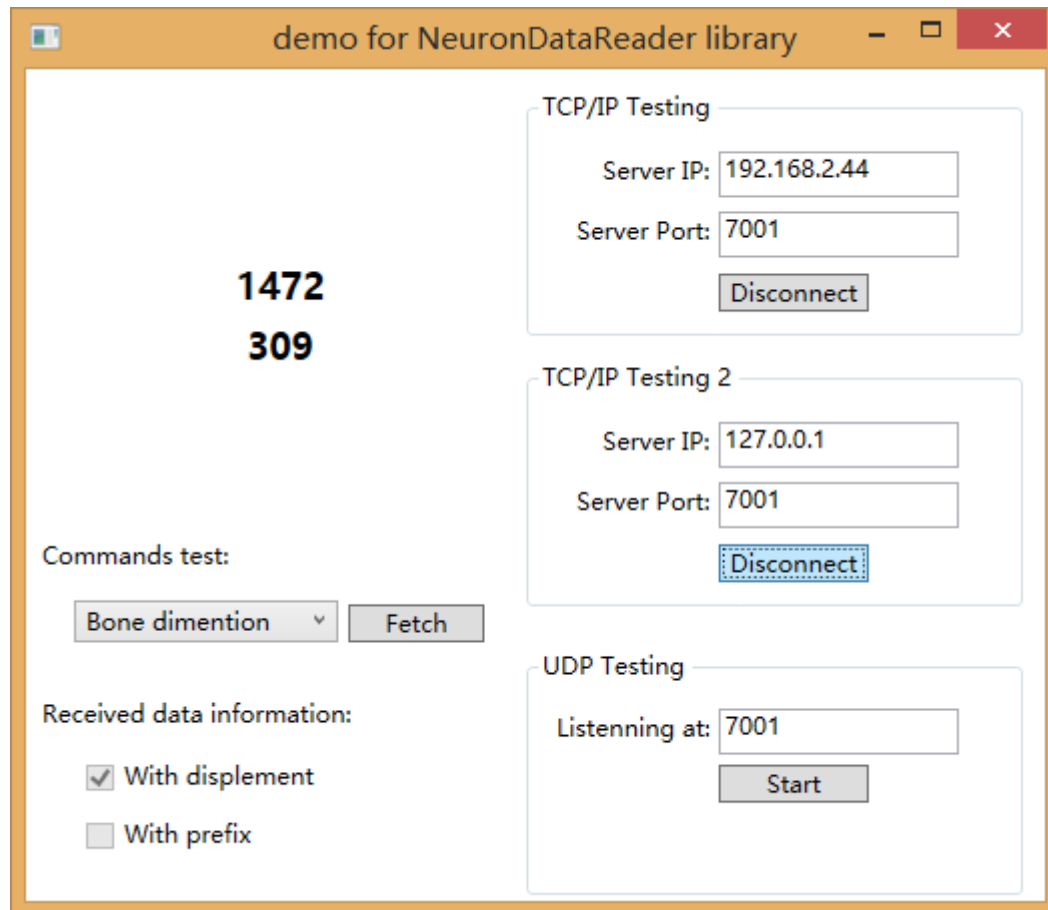 demo for NeuronDataReader library
1472
309
Commands test:
Bone dimention
Fetch
Received data information:
With displement
With prefix
TCP/IP Testing
Server IP: 192.168.2.44
Server Port: 7001
Disconnect
TCP/IP Testing 2
Server IP: 127.0.0.1
Server Port: 7001
Disconnect
UDP Testing
Listenning at: 7001
Start